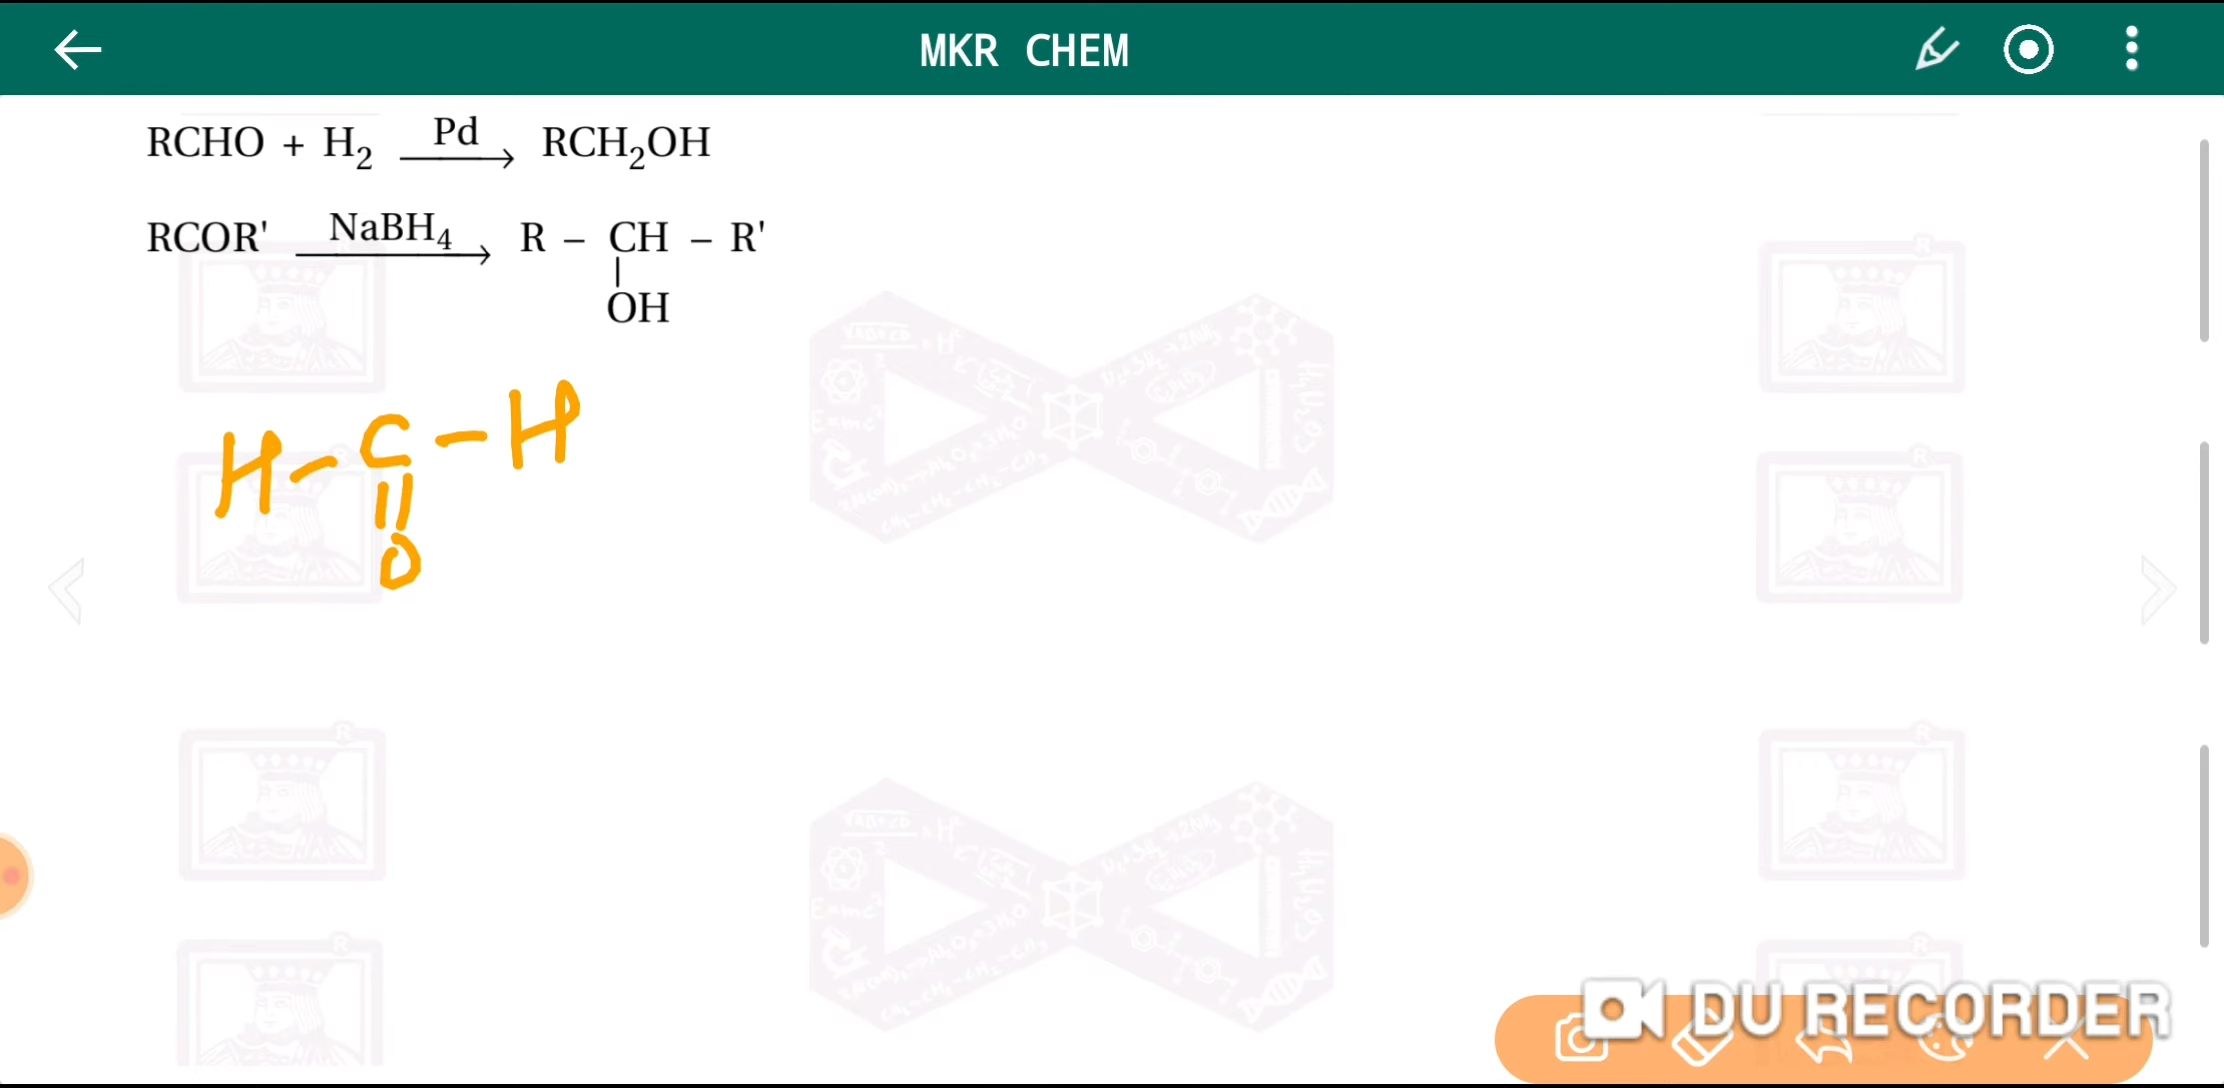 MKR CHEM
RCHO + H₂ —Pd→ RCH₂OH
RCOR' —NaBH₄→ R – CH – R'
|
OH
H–C–H
||
O
DU RECORDER